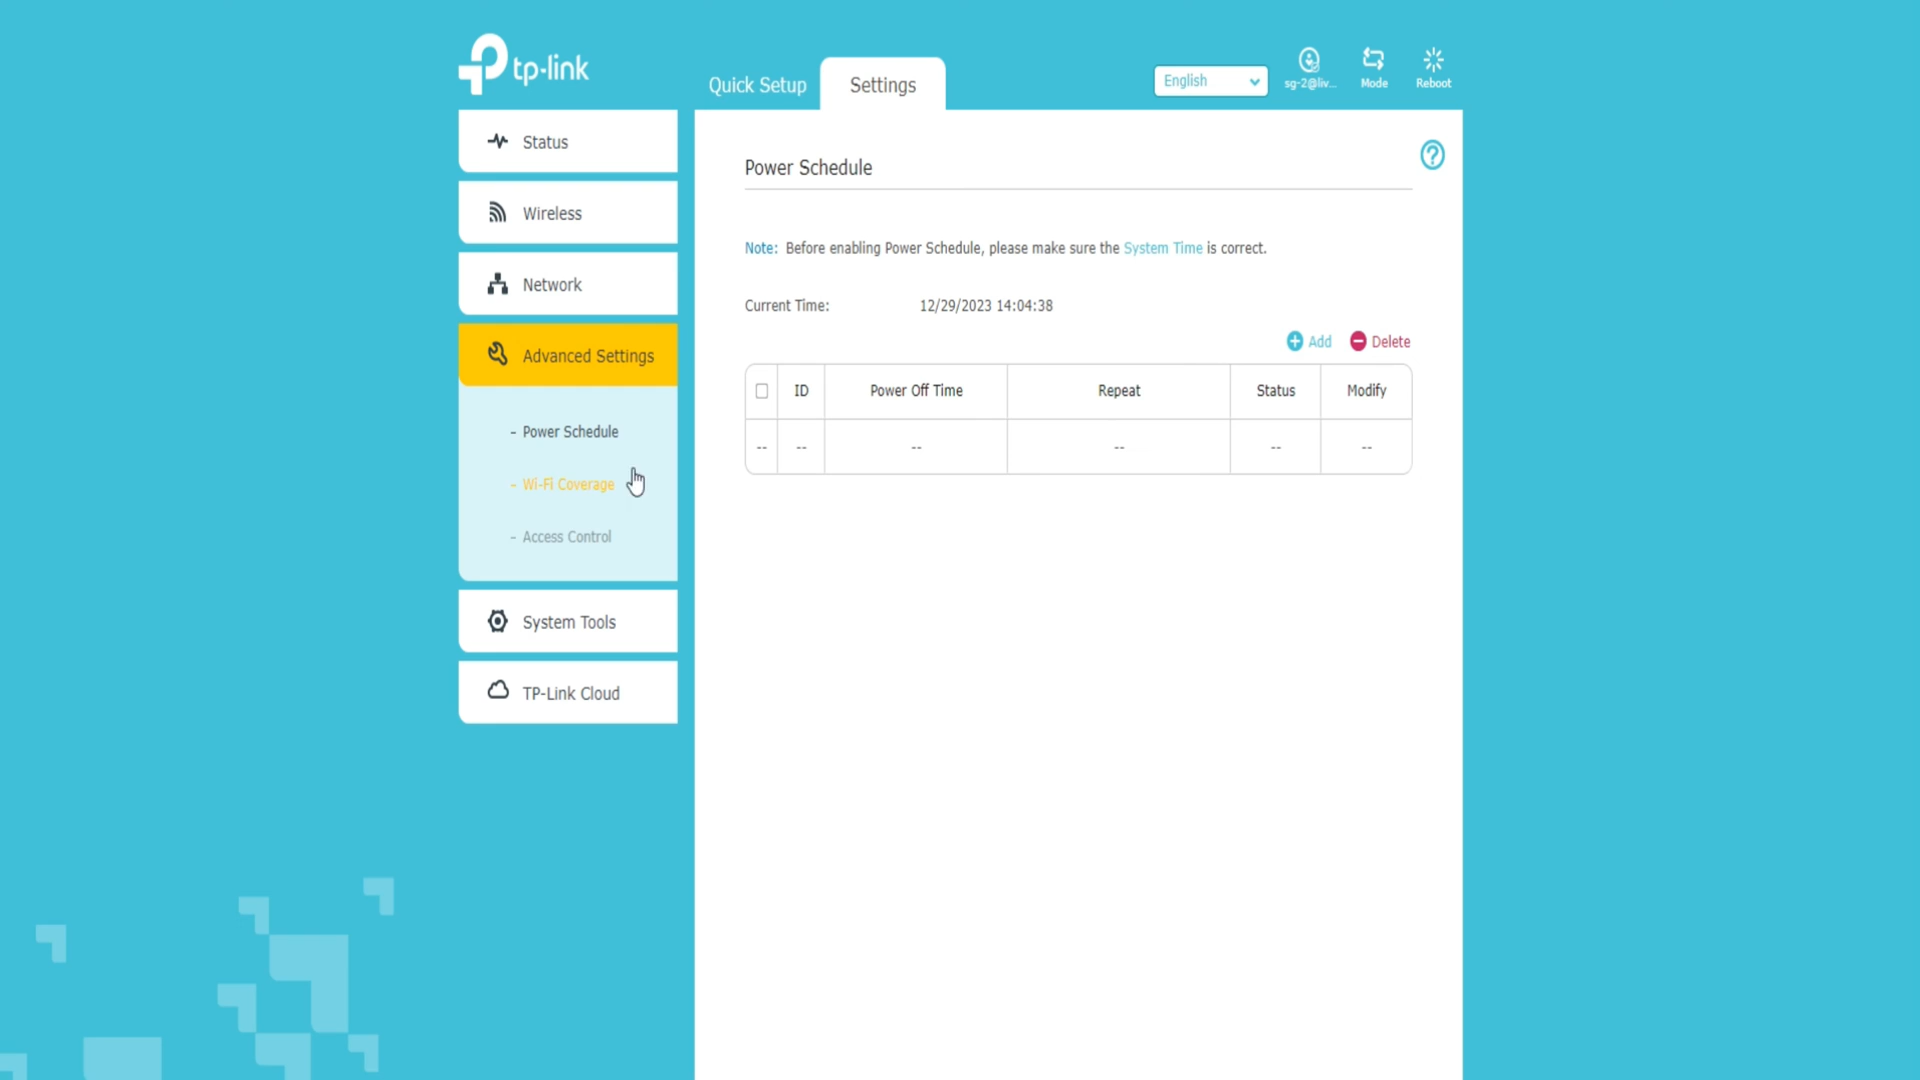 tp-link
Quick Setup
Settings
English
sg-2@liv...
Mode
Reboot
Status
Wireless
Network
Advanced Settings
- Power Schedule
- Wi-Fi Coverage
- Access Control
System Tools
TP-Link Cloud
Power Schedule
Note: Before enabling Power Schedule, please make sure the System Time is correct.
Current Time: 12/29/2023 14:04:38
Add Delete
ID Power Off Time Repeat Status Modify
-- -- -- -- -- --